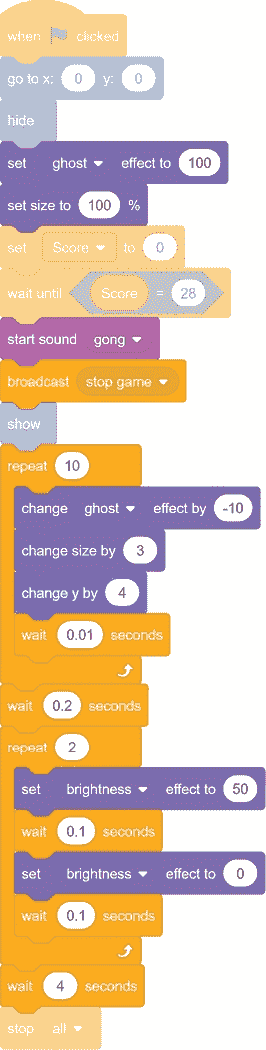 when clicked
go to x: 0 y: 0
hide
set ghost effect to 100
set size to 100 %
set Score to 0
wait until Score = 28
start sound gong
broadcast stop game
show
repeat 10
change ghost effect by -10
change size by 3
change y by 4
wait 0.01 seconds
wait 0.2 seconds
repeat 2
set brightness effect to 50
wait 0.1 seconds
set brightness effect to 0
wait 0.1 seconds
wait 4 seconds
stop all